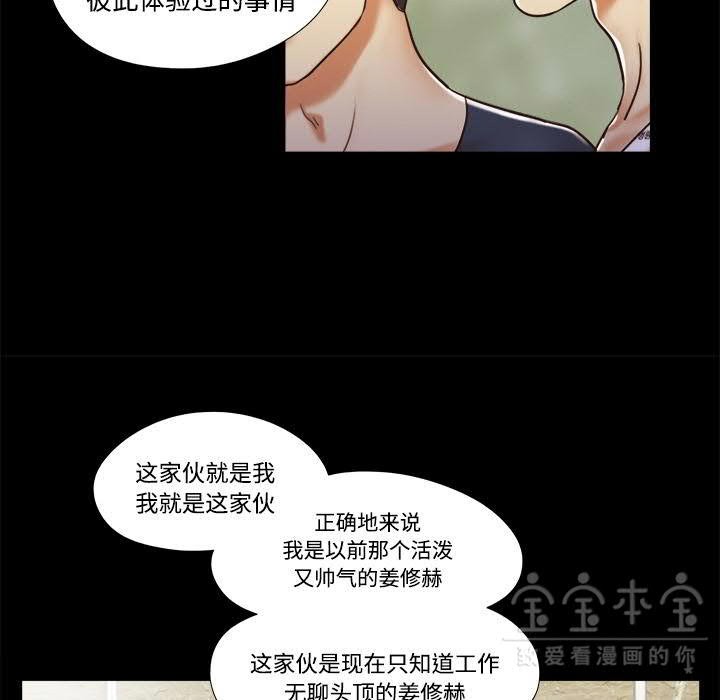 彼此体验过的事情
这家伙就是我
我就是这家伙
正确地来说
我是以前那个活泼
又帅气的姜修赫
宝宝本宝
我爱看漫画的你
这家伙是现在只知道工作
无聊头顶的姜修赫